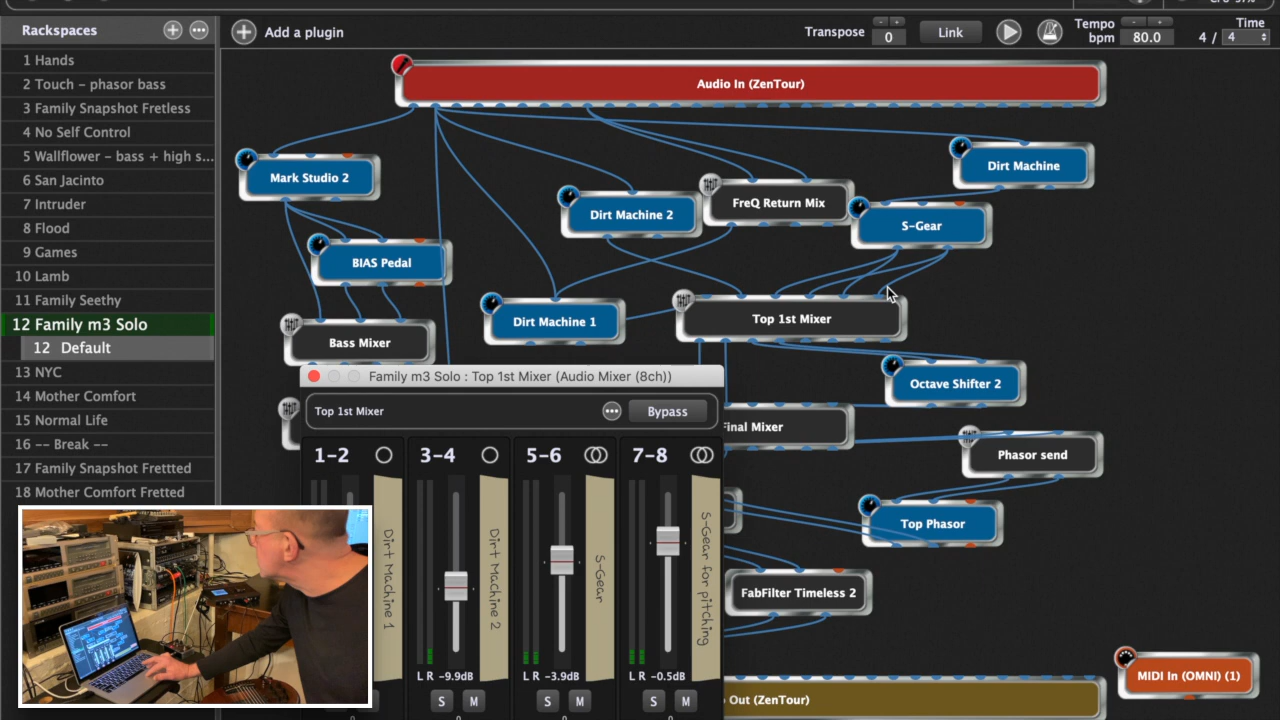 CPU: 37%
Rackspaces
Add a plugin
Transpose
- +
0
Link
Tempo
bpm
- +
80.0
Time
4 / 4
1 Hands
2 Touch - phasor bass
3 Family Snapshot Fretless
4 No Self Control
5 Wallflower - bass + high s...
6 San Jacinto
7 Intruder
8 Flood
9 Games
10 Lamb
11 Family Seethy
12 Family m3 Solo
12 Default
13 NYC
14 Mother Comfort
15 Normal Life
16 -- Break --
17 Family Snapshot Frettted
18 Mother Comfort Fretted
Audio In (ZenTour)
Mark Studio 2
Dirt Machine
Dirt Machine 2
FreQ Return Mix
S-Gear
BIAS Pedal
Dirt Machine 1
Top 1st Mixer
Bass Mixer
Octave Shifter 2
Final Mixer
Phasor send
Top Phasor
FabFilter Timeless 2
MIDI In (OMNI) (1)
Out (ZenTour)
Family m3 Solo : Top 1st Mixer (Audio Mixer (8ch))
Top 1st Mixer
Bypass
1-2
3-4
5-6
7-8
Dirt Machine 1
Dirt Machine 2
S-Gear
S-Gear for pitching
L R -9.9dB
L R -3.9dB
L R -0.5dB
S M
S M
S M